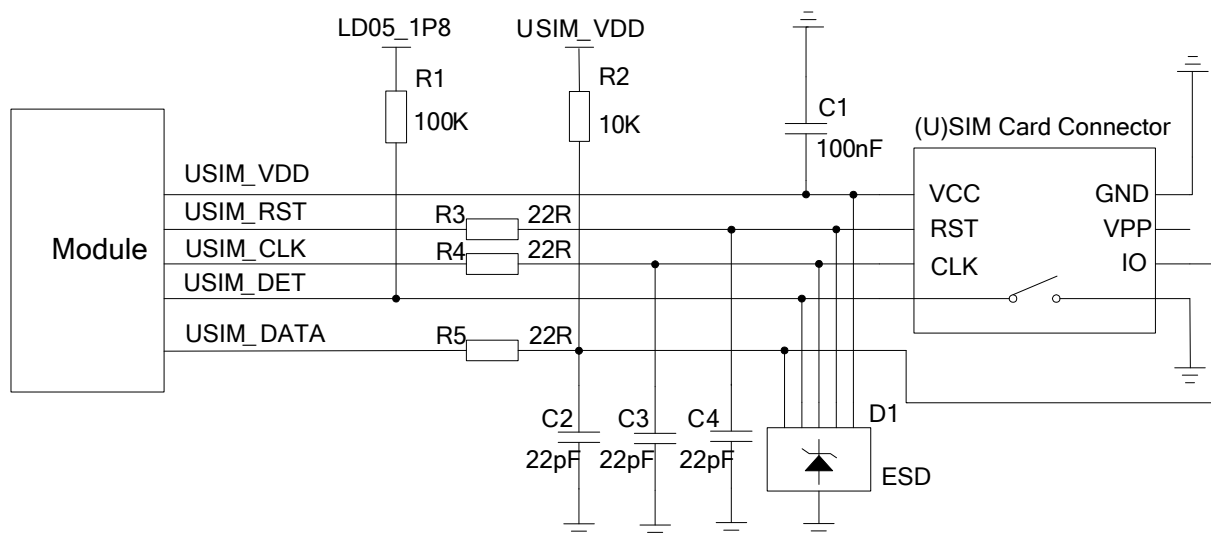 LD05_1P8
USIM_VDD
R1
100K
R2
10K
C1
100nF
(U)SIM Card Connector
Module
USIM_VDD
USIM_RST
R3
22R
USIM_CLK
R4
22R
USIM_DET
USIM_DATA
R5
22R
VCC
GND
RST
VPP
CLK
IO
C2
22pF
C3
22pF
C4
22pF
D1
ESD